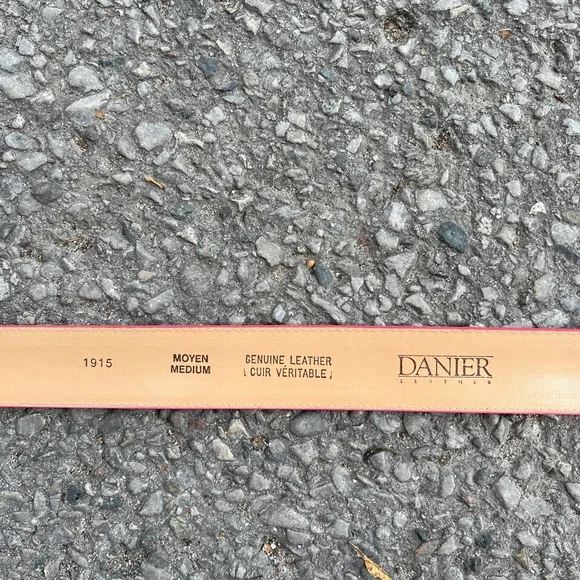 1915
MOYEN
MEDIUM
GENUINE LEATHER
( CUIR VÉRITABLE )
DANIER
LEATHER